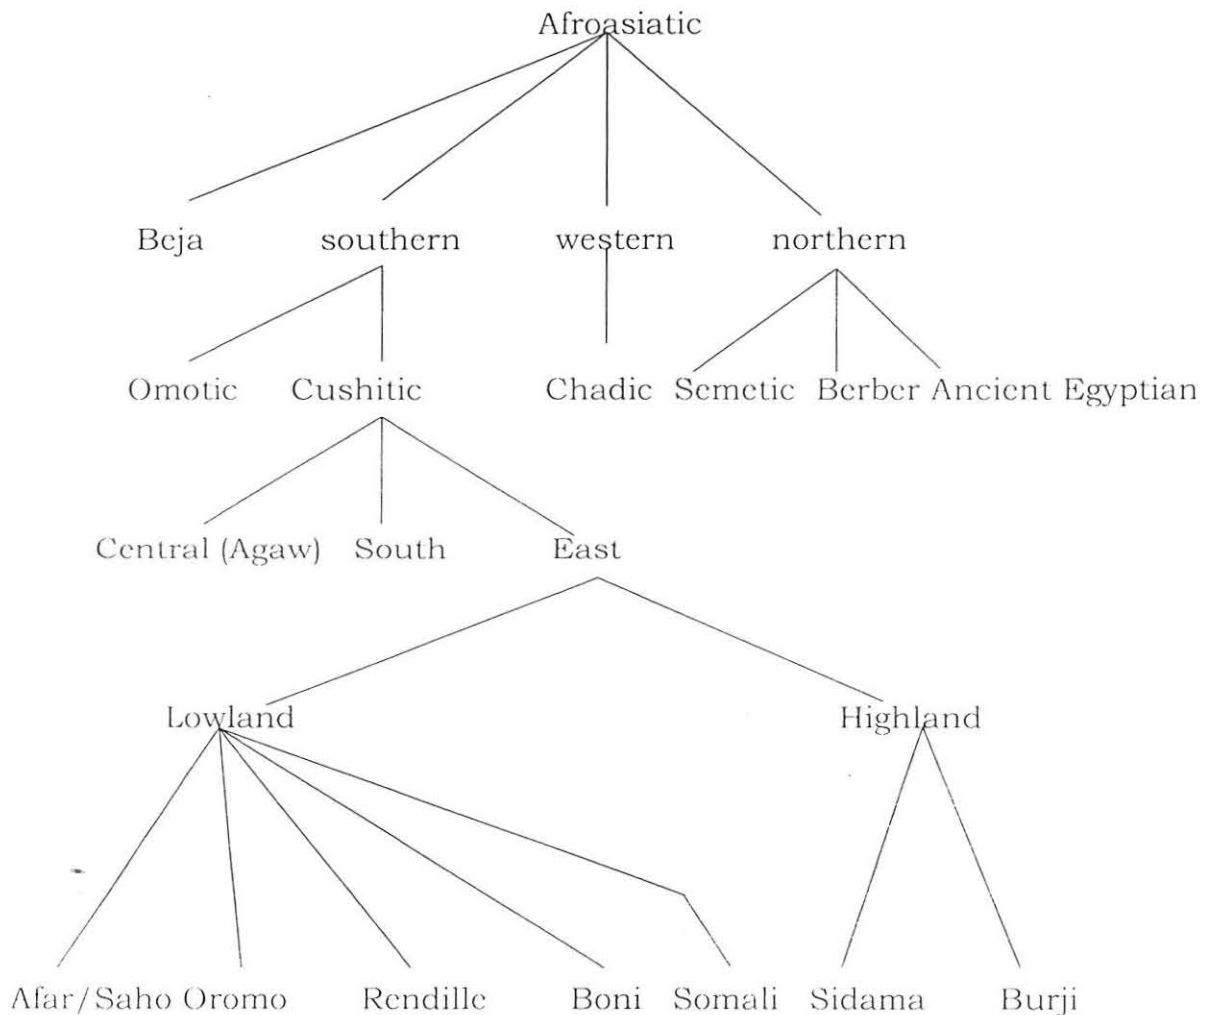 Afroasiatic
Beja southern western northern
Omotic Cushitic Chadic Semetic Berber Ancient Egyptian
Central (Agaw) South East
Lowland Highland
Afar/Saho Oromo Rendille Boni Somali Sidama Burji